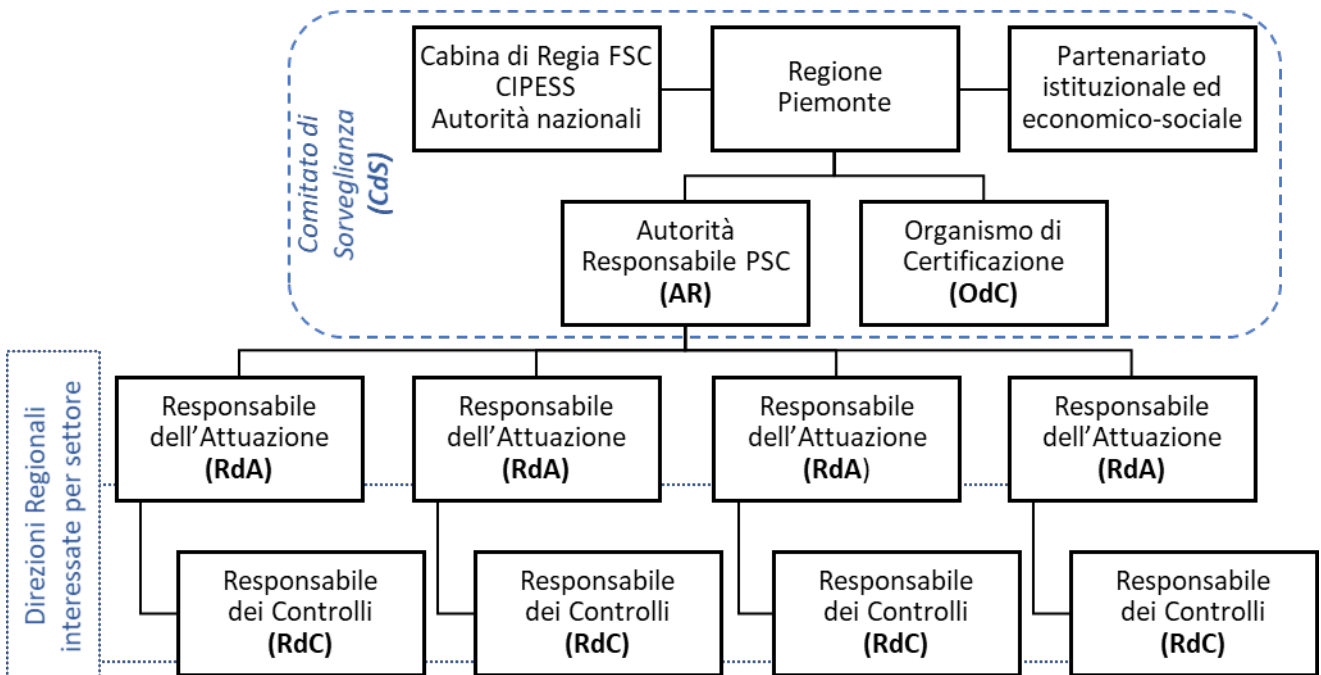 Comitato di
Sorveglianza
(CdS)
Cabina di Regia FSC
CIPESS
Autorità nazionali
Regione
Piemonte
Partenariato
istituzionale ed
economico-sociale
Autorità
Responsabile PSC
(AR)
Organismo di
Certificazione
(OdC)
Direzioni Regionali
interessate per settore
Responsabile
dell’Attuazione
(RdA)
Responsabile
dell’Attuazione
(RdA)
Responsabile
dell’Attuazione
(RdA)
Responsabile
dell’Attuazione
(RdA)
Responsabile
dei Controlli
(RdC)
Responsabile
dei Controlli
(RdC)
Responsabile
dei Controlli
(RdC)
Responsabile
dei Controlli
(RdC)